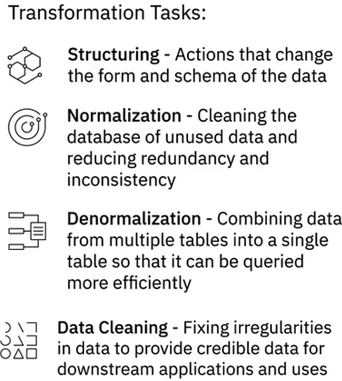 Transformation Tasks:
Structuring - Actions that change
the form and schema of the data
Normalization - Cleaning the
database of unused data and
reducing redundancy and
inconsistency
Denormalization - Combining data
from multiple tables into a single
table so that it can be queried
more efficiently
Data Cleaning - Fixing irregularities
in data to provide credible data for
downstream applications and uses